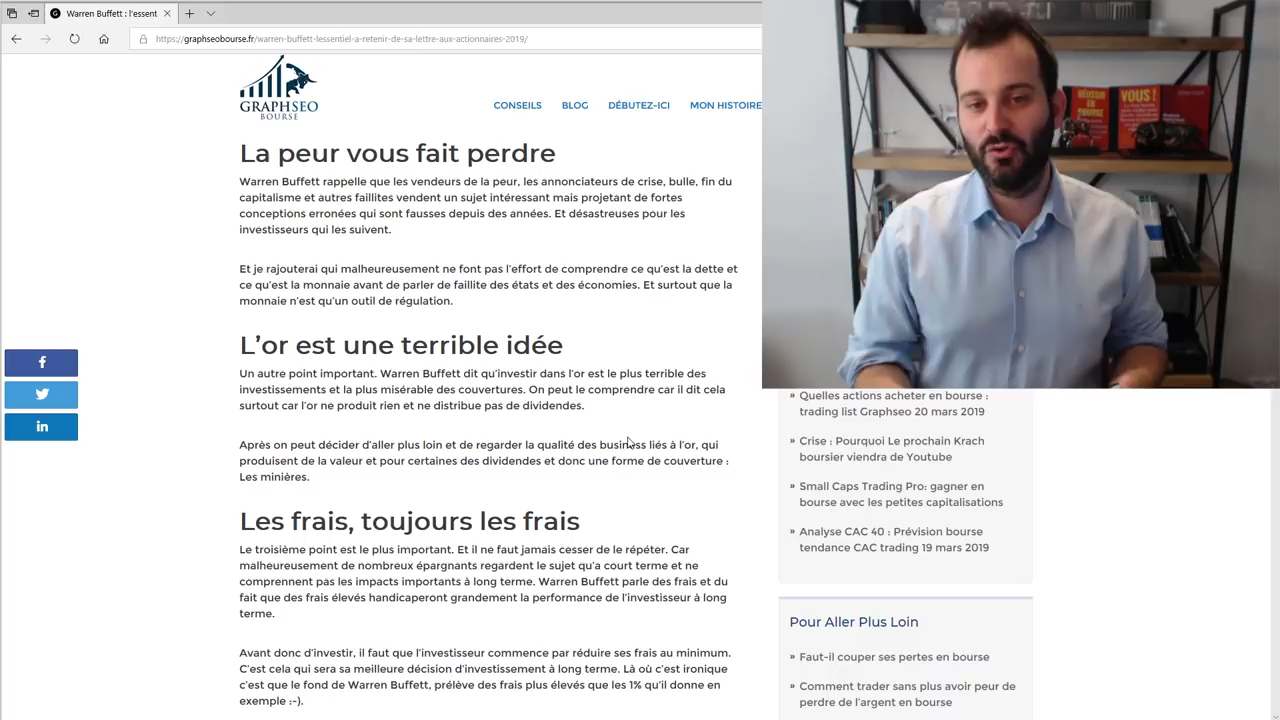 Warren Buffett : l'essent
https://graphseobourse.fr/warren-buffett-lessentiel-a-retenir-de-sa-lettre-aux-actionnaires-2019/
GRAPHSEO
BOURSE
CONSEILS
BLOG
DÉBUTEZ-ICI
MON HISTOIRE
La peur vous fait perdre
Warren Buffett rappelle que les vendeurs de la peur, les annonciateurs de crise, bulle, fin du
capitalisme et autres faillites vendent un sujet intéressant mais projetant de fortes
conceptions erronées qui sont fausses depuis des années. Et désastreuses pour les
investisseurs qui les suivent.
Et je rajouterai qui malheureusement ne font pas l'effort de comprendre ce qu'est la dette et
ce qu'est la monnaie avant de parler de faillite des états et des économies. Et surtout que la
monnaie n'est qu'un outil de régulation.
L'or est une terrible idée
Un autre point important. Warren Buffett dit qu'investir dans l'or est le plus terrible des
investissements et la plus misérable des couvertures. On peut le comprendre car il dit cela
surtout car l'or ne produit rien et ne distribue pas de dividendes.
Après on peut décider d'aller plus loin et de regarder la qualité des business liés à l'or, qui
produisent de la valeur et pour certaines des dividendes et donc une forme de couverture :
Les minières.
Les frais, toujours les frais
Le troisième point est le plus important. Et il ne faut jamais cesser de le répéter. Car
malheureusement de nombreux épargnants regardent le sujet qu'a court terme et ne
comprennent pas les impacts importants à long terme. Warren Buffett parle des frais et du
fait que des frais élevés handicaperont grandement la performance de l'investisseur à long
terme.
Avant donc d'investir, il faut que l'investisseur commence par réduire ses frais au minimum.
C'est cela qui sera sa meilleure décision d'investissement à long terme. Là où c'est ironique
c'est que le fond de Warren Buffett, prélève des frais plus élevés que les 1% qu'il donne en
exemple :-).
RÉUSSIR
EN
BOURSE
VOUS !
» Quelles actions acheter en bourse :
trading list Graphseo 20 mars 2019
» Crise : Pourquoi Le prochain Krach
boursier viendra de Youtube
» Small Caps Trading Pro: gagner en
bourse avec les petites capitalisations
» Analyse CAC 40 : Prévision bourse
tendance CAC trading 19 mars 2019
Pour Aller Plus Loin
» Faut-il couper ses pertes en bourse
» Comment trader sans plus avoir peur de
perdre de l'argent en bourse